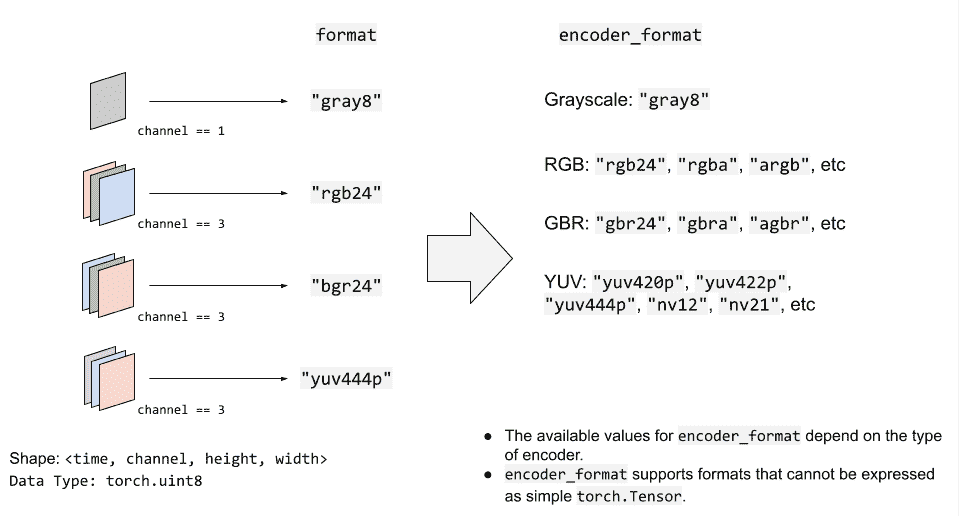 format
encoder_format
"gray8"
channel == 1
"rgb24"
channel == 3
"bgr24"
channel == 3
"yuv444p"
channel == 3
Shape: <time, channel, height, width>
Data Type: torch.uint8
Grayscale: "gray8"
RGB: "rgb24", "rgba", "argb", etc
GBR: "gbr24", "gbra", "agbr", etc
YUV: "yuv420p", "yuv422p",
"yuv444p", "nv12", "nv21", etc
● The available values for encoder_format depend on the type
of encoder.
● encoder_format supports formats that cannot be expressed
as simple torch.Tensor.